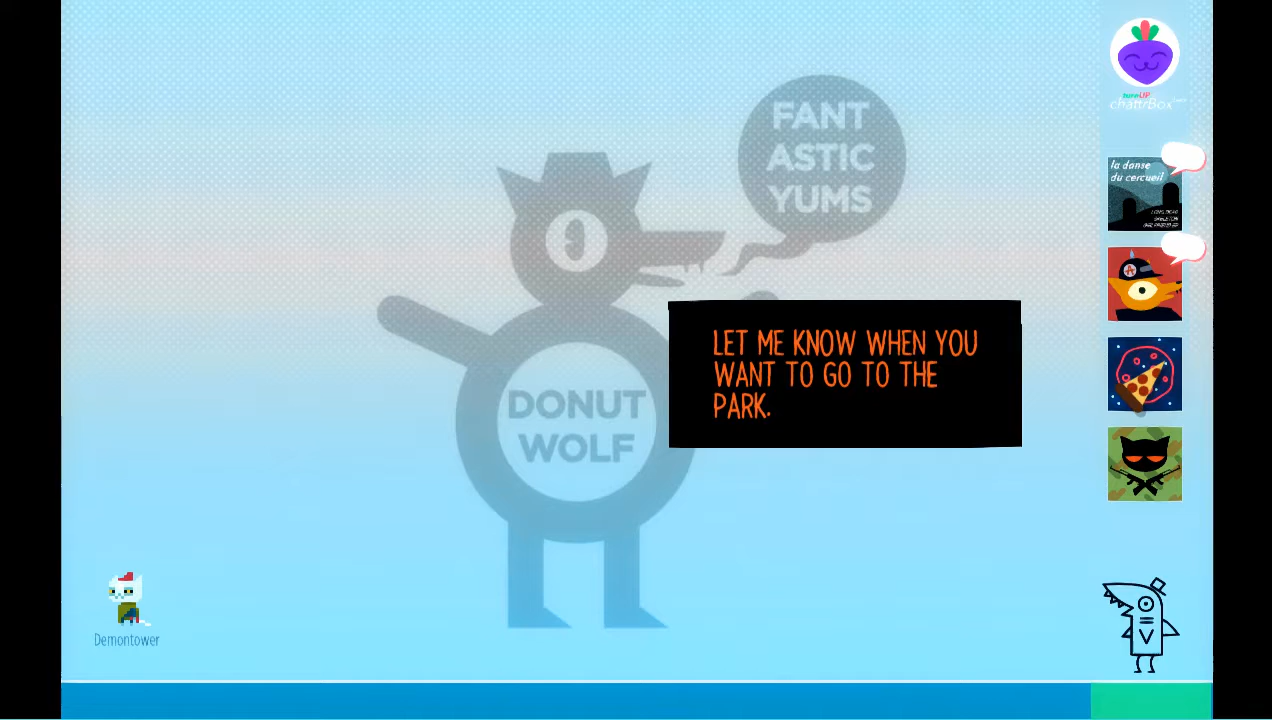 FANT
ASTIC
YUMS
chattrBox
la danse
du cercueil
LET ME KNOW WHEN YOU
WANT TO GO TO THE
PARK.
DONUT
WOLF
Demontower